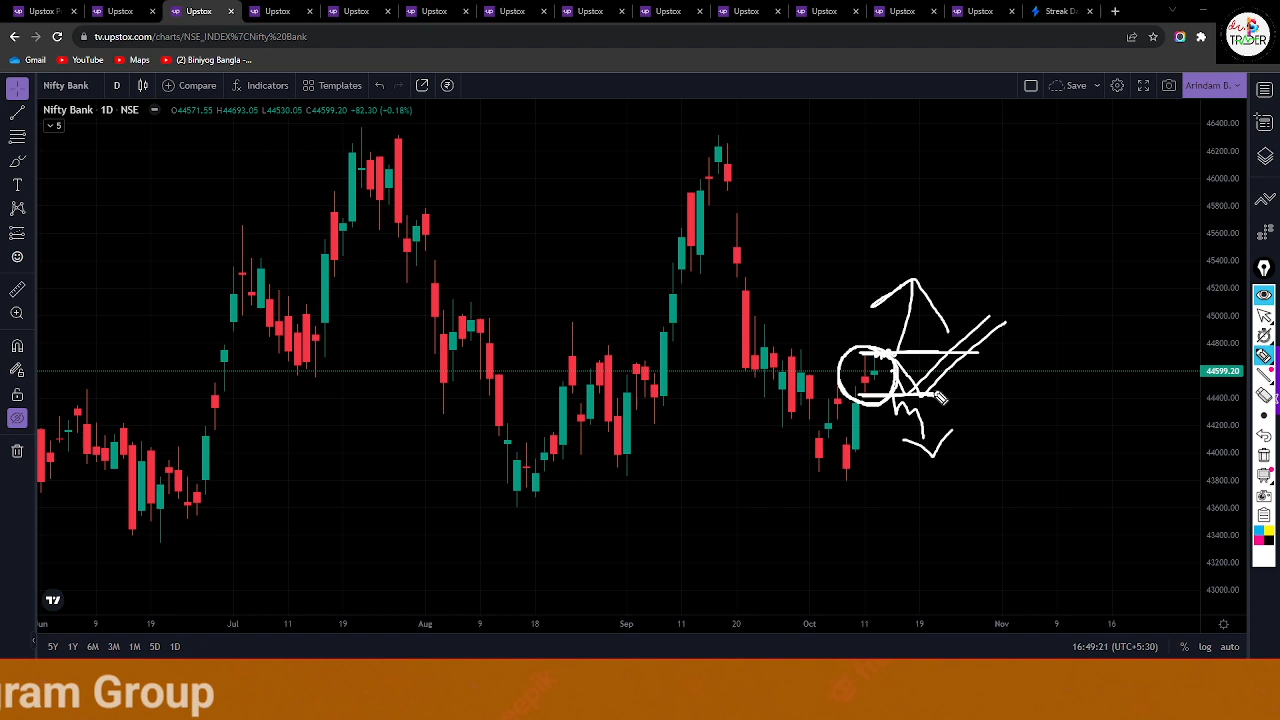 Upstox P
Upstox
Upstox
Upstox
Upstox
Upstox
Upstox
Upstox
Upstox
Upstox
Upstox
Upstox
Upstox
Streak D
tv.upstox.com/charts/NSE_INDEX%7CNifty%20Bank
TRADER
Gmail
YouTube
Maps
(2) Biniyog Bangla -...
Nifty Bank
D
Compare
Indicators
Templates
Save
Arindam B.
Nifty Bank · 1D · NSE
O44571.55 H44693.05 L44530.05 C44599.20 +82.30 (+0.18%)
5
46400.00
46200.00
46000.00
45800.00
45600.00
45400.00
45200.00
45000.00
44800.00
44599.20
44400.00
44200.00
44000.00
43800.00
43600.00
43400.00
43200.00
43000.00
Jun
9
19
Jul
11
19
Aug
9
18
Sep
11
20
Oct
11
19
Nov
9
16
5Y
1Y
6M
3M
1M
5D
1D
16:49:21 (UTC+5:30)
%
log
auto
gram Group